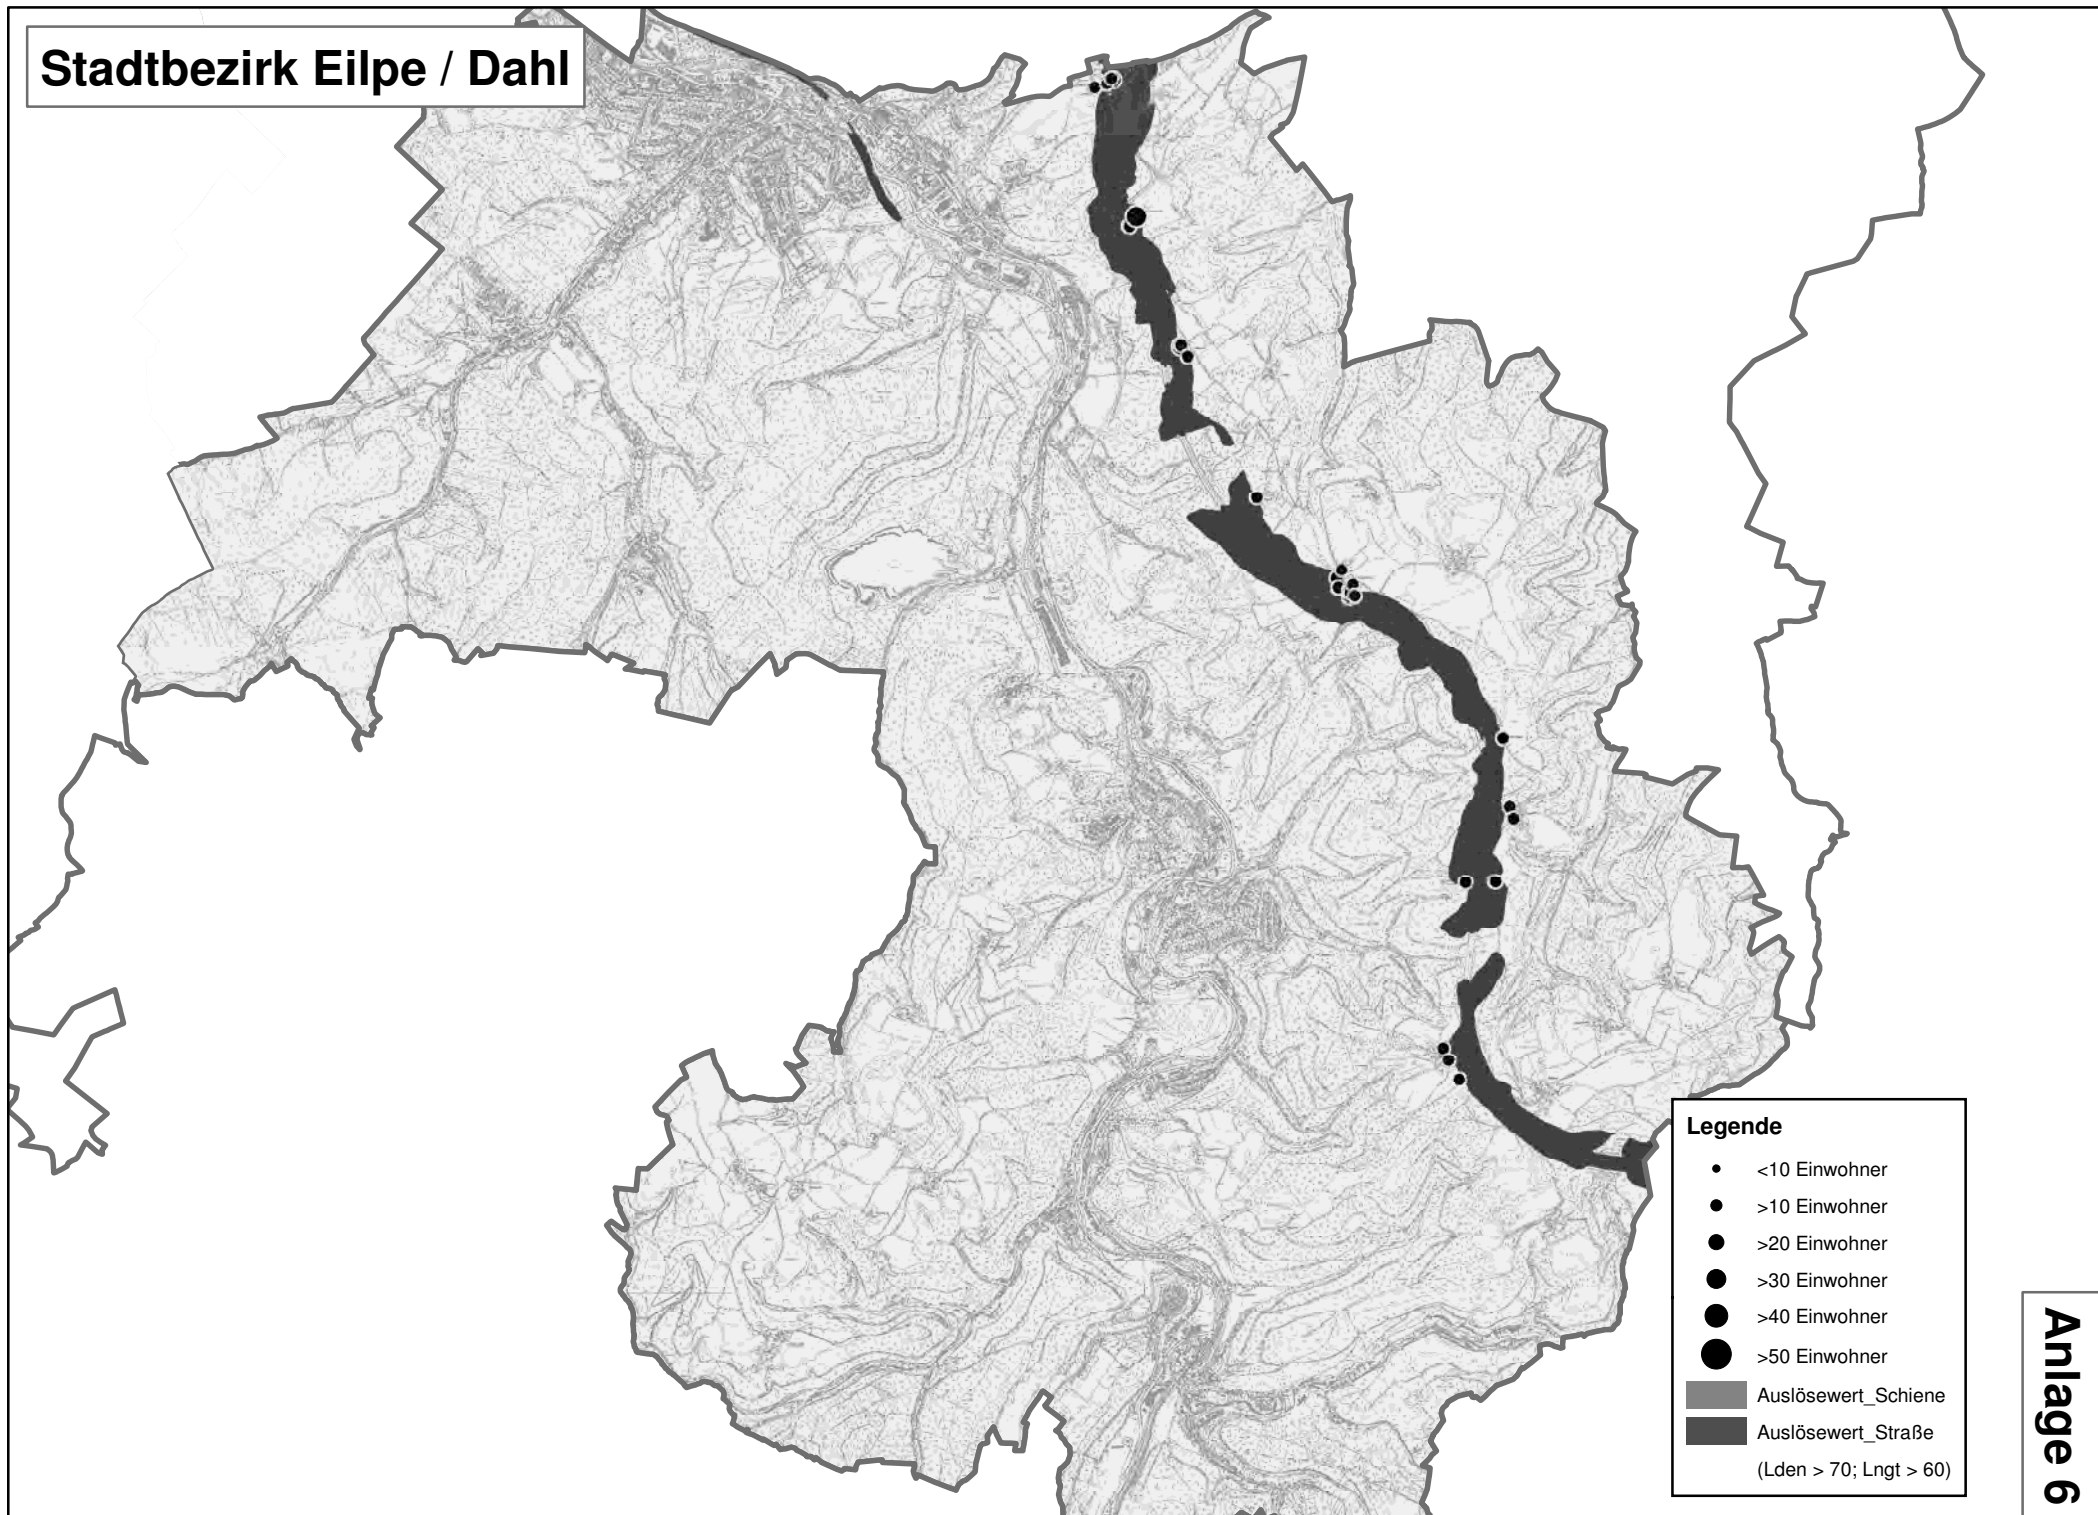 Stadtbezirk Eilpe / Dahl
Legende
<10 Einwohner
>10 Einwohner
>20 Einwohner
>30 Einwohner
>40 Einwohner
>50 Einwohner
Auslösewert_Schiene
Auslösewert_Straße
(Lden > 70; Lngt > 60)
Anlage 6